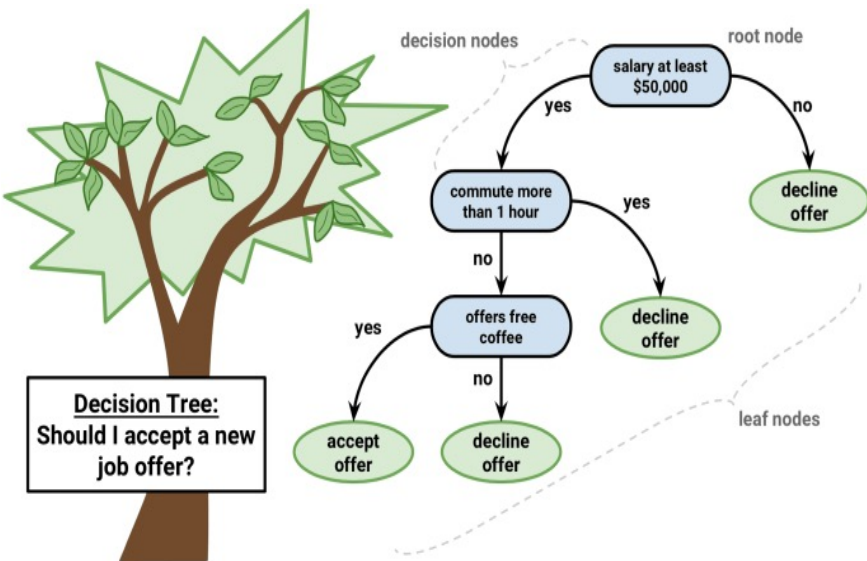 decision nodes
root node
salary at least
$50,000
yes
no
commute more
than 1 hour
yes
decline
offer
no
offers free
coffee
decline
offer
yes
no
accept
offer
decline
offer
leaf nodes
Decision Tree:
Should I accept a new
job offer?